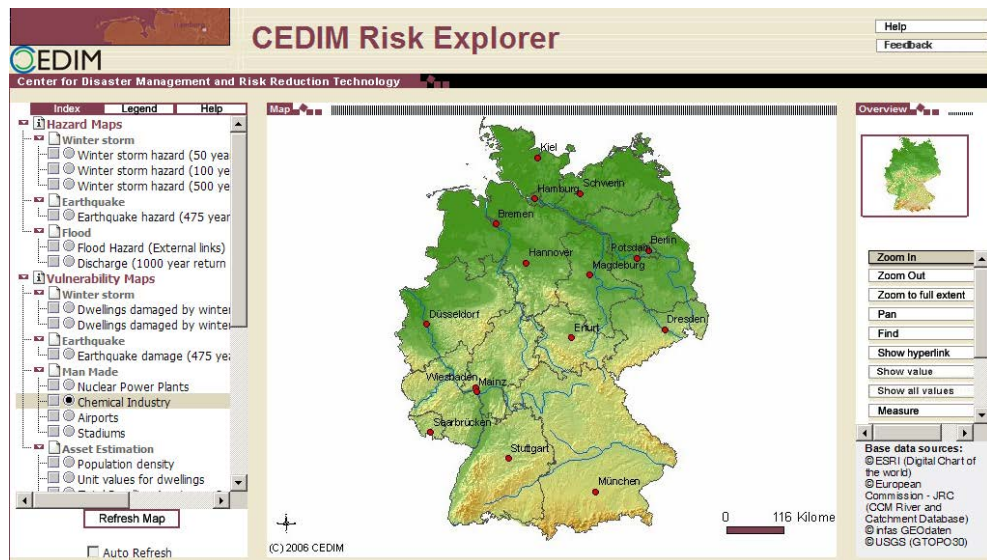 CEDIM
CEDIM Risk Explorer
Help
Feedback
Center for Disaster Management and Risk Reduction Technology
Index Legend Help
Hazard Maps
Winter storm
Winter storm hazard (50 yea
Winter storm hazard (100 ye
Winter storm hazard (500 ye
Earthquake
Earthquake hazard (475 year
Flood
Flood Hazard (External links)
Discharge (1000 year return
Vulnerability Maps
Winter storm
Dwellings damaged by winter
Dwellings damaged by winter
Earthquake
Earthquake damage (475 yea
Man Made
Nuclear Power Plants
Chemical Industry
Airports
Stadiums
Asset Estimation
Population density
Unit values for dwellings
Refresh Map
Auto Refresh
Map
Kiel
Hamburg
Schwerin
Bremen
Hannover
Potsdam
Berlin
Magdeburg
Düsseldorf
Erfurt
Dresden
Wiesbaden
Mainz
Saarbrücken
Stuttgart
München
0 116 Kilome
(C) 2006 CEDIM
Overview
Zoom In
Zoom Out
Zoom to full extent
Pan
Find
Show hyperlink
Show value
Show all values
Measure
Base data sources:
©ESRI (Digital Chart of
the world)
©European
Commission - JRC
(CCM River and
Catchment Database)
©infas GEOdaten
©USGS (GTOPO30)